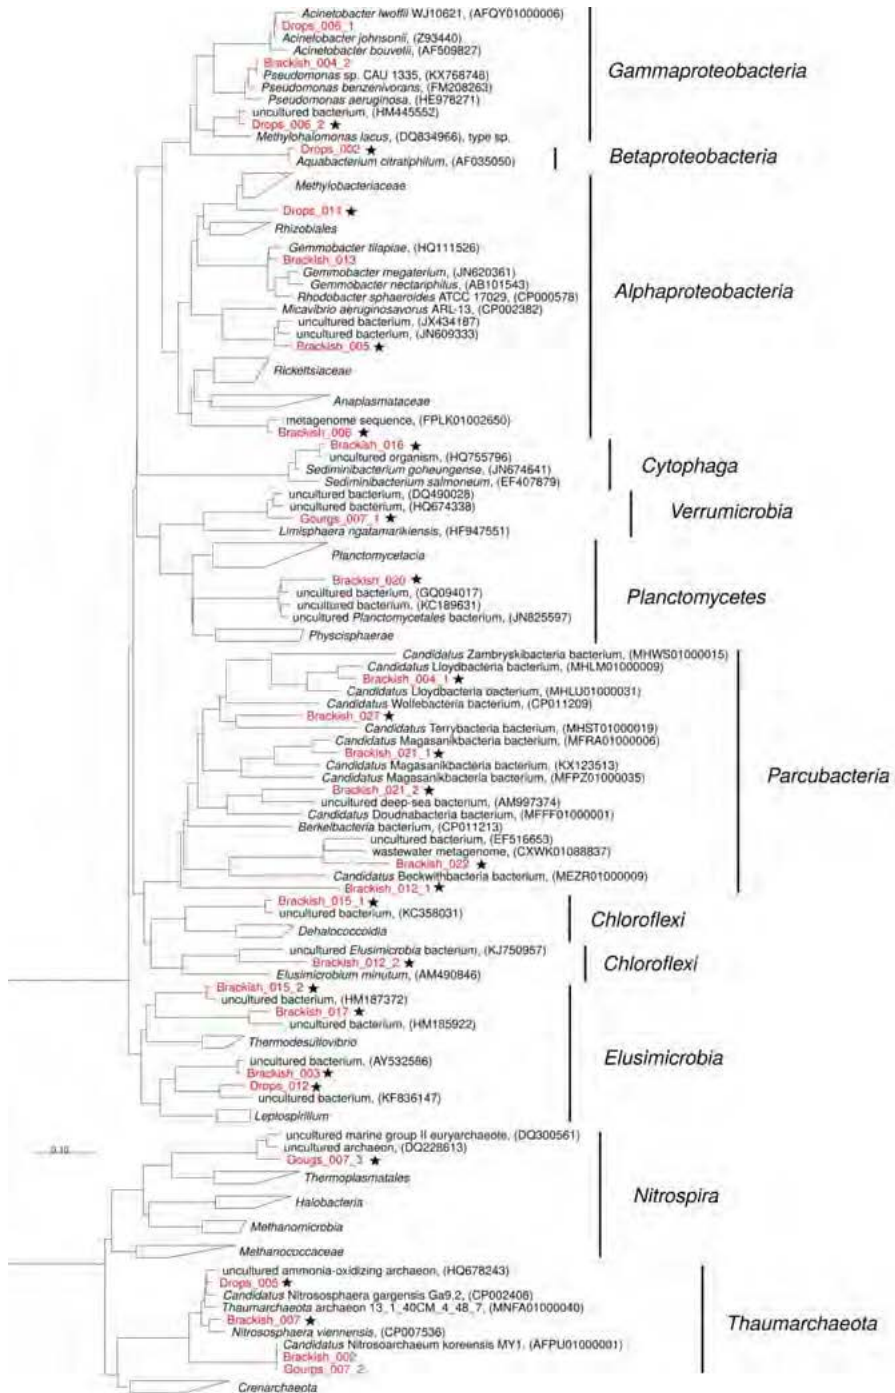 Acinetobacter lwoffii WJ10621, (AFQY01000006)
Drops_006_1
Acinetobacter johnsonii, (Z93440)
Acinetobacter bouvetii, (AF509827)
Brackish_004_2
Pseudomonas sp. CAU 1335, (KX768748)
Pseudomonas benzenivorans, (FM208263)
Pseudomonas aeruginosa, (HE978271)
uncultured bacterium, (HM445552)
Drops_006_2 ★
Methylohalomonas lacus, (DQ834966), type sp.
Gammaproteobacteria
Drops_002 ★
Aquabacterium citratiphilum, (AF035050)
Betaproteobacteria
Methylobacteriaceae
Drops_011 ★
Rhizobiales
Gemmobacter tilapiae, (HQ111526)
Brackish_013
Gemmobacter megaterium, (JN620361)
Gemmobacter nectariphilus, (AB101543)
Rhodobacter sphaeroides ATCC 17029, (CP000578)
Micavibrio aeruginosavorus ARL-13, (CP002382)
uncultured bacterium, (JX434187)
uncultured bacterium, (JN609333)
Brackish_005 ★
Rickettsiaceae
Anaplasmataceae
metagenome sequence, (FPLK01002650)
Brackish_006 ★
Alphaproteobacteria
Brackish_016 ★
uncultured organism, (HQ755796)
Sediminibacterium goheungense, (JN674641)
Sediminibacterium salmoneum, (EF407879)
Cytophaga
uncultured bacterium, (DQ490028)
uncultured bacterium, (HQ674338)
Gourgs_007_1 ★
Limisphaera ngatamarikiensis, (HF947551)
Verrumicrobia
Planctomycetacia
Brackish_020 ★
uncultured bacterium, (GQ094017)
uncultured bacterium, (KC189631)
uncultured Planctomycetales bacterium, (JN825597)
Physcisphaerae
Planctomycetes
Candidatus Zambryskibacteria bacterium, (MHWS01000015)
Candidatus Lloydbacteria bacterium, (MHLM01000009)
Brackish_004_1 ★
Candidatus Lloydbacteria bacterium, (MHLU01000031)
Candidatus Wolfebacteria bacterium, (CP011209)
Brackish_027 ★
Candidatus Terrybacteria bacterium, (MHST01000019)
Candidatus Magasanikbacteria bacterium, (MFRA01000006)
Brackish_021_1 ★
Candidatus Magasanikbacteria bacterium, (KX123513)
Candidatus Magasanikbacteria bacterium, (MFPZ01000035)
Brackish_021_2 ★
uncultured deep-sea bacterium, (AM997374)
Candidatus Doudnabacteria bacterium, (MFFF01000001)
Berkelbacteria bacterium, (CP011213)
uncultured bacterium, (EF516653)
wastewater metagenome, (CXWK01088837)
Brackish_022 ★
Candidatus Beckwithbacteria bacterium, (MEZR01000009)
Brackish_012_1 ★
Parcubacteria
Brackish_015_1 ★
uncultured bacterium, (KC358031)
Dehalococcoidia
Chloroflexi
uncultured Elusimicrobia bacterium, (KJ750957)
Brackish_012_2 ★
Elusimicrobium minutum, (AM490846)
Chloroflexi
Brackish_015_2 ★
uncultured bacterium, (HM187372)
Brackish_017 ★
uncultured bacterium, (HM185922)
Thermodesulfovibrio
uncultured bacterium, (AY532586)
Brackish_003 ★
Drops_012 ★
uncultured bacterium, (KF836147)
Leptospirillum
Elusimicrobia
0.10
uncultured marine group II euryarchaeote, (DQ300561)
uncultured archaeon, (DQ228613)
Gougs_007_3 ★
Thermoplasmatales
Halobacteria
Methanomicrobia
Methanococcaceae
Nitrospira
uncultured ammonia-oxidizing archaeon, (HQ678243)
Drops_005 ★
Candidatus Nitrososphaera gargensis Ga9.2, (CP002408)
Thaumarchaeota archaeon 13_1_40CM_4_48_7, (MNFA01000040)
Brackish_007 ★
Nitrososphaera viennensis, (CP007536)
Candidatus Nitrosoarchaeum koreensis MY1, (AFPU01000001)
Brackish_002
Gourps_007_2
Thaumarchaeota
Crenarchaeota